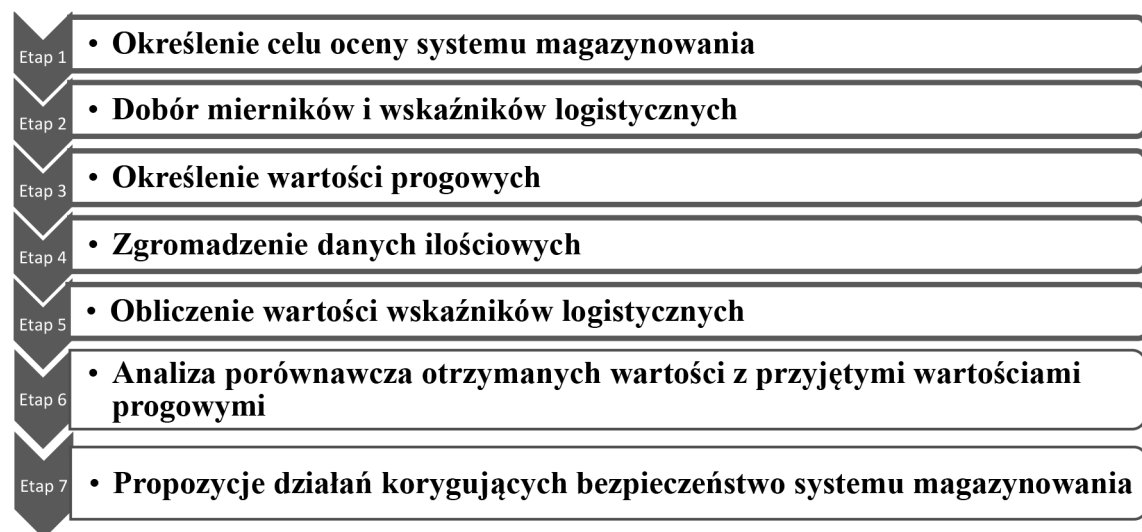 Etap 1
• Określenie celu oceny systemu magazynowania
Etap 2
• Dobór mierników i wskaźników logistycznych
Etap 3
• Określenie wartości progowych
Etap 4
• Zgromadzenie danych ilościowych
Etap 5
• Obliczenie wartości wskaźników logistycznych
Etap 6
• Analiza porównawcza otrzymanych wartości z przyjętymi wartościami
progowymi
Etap 7
• Propozycje działań korygujących bezpieczeństwo systemu magazynowania